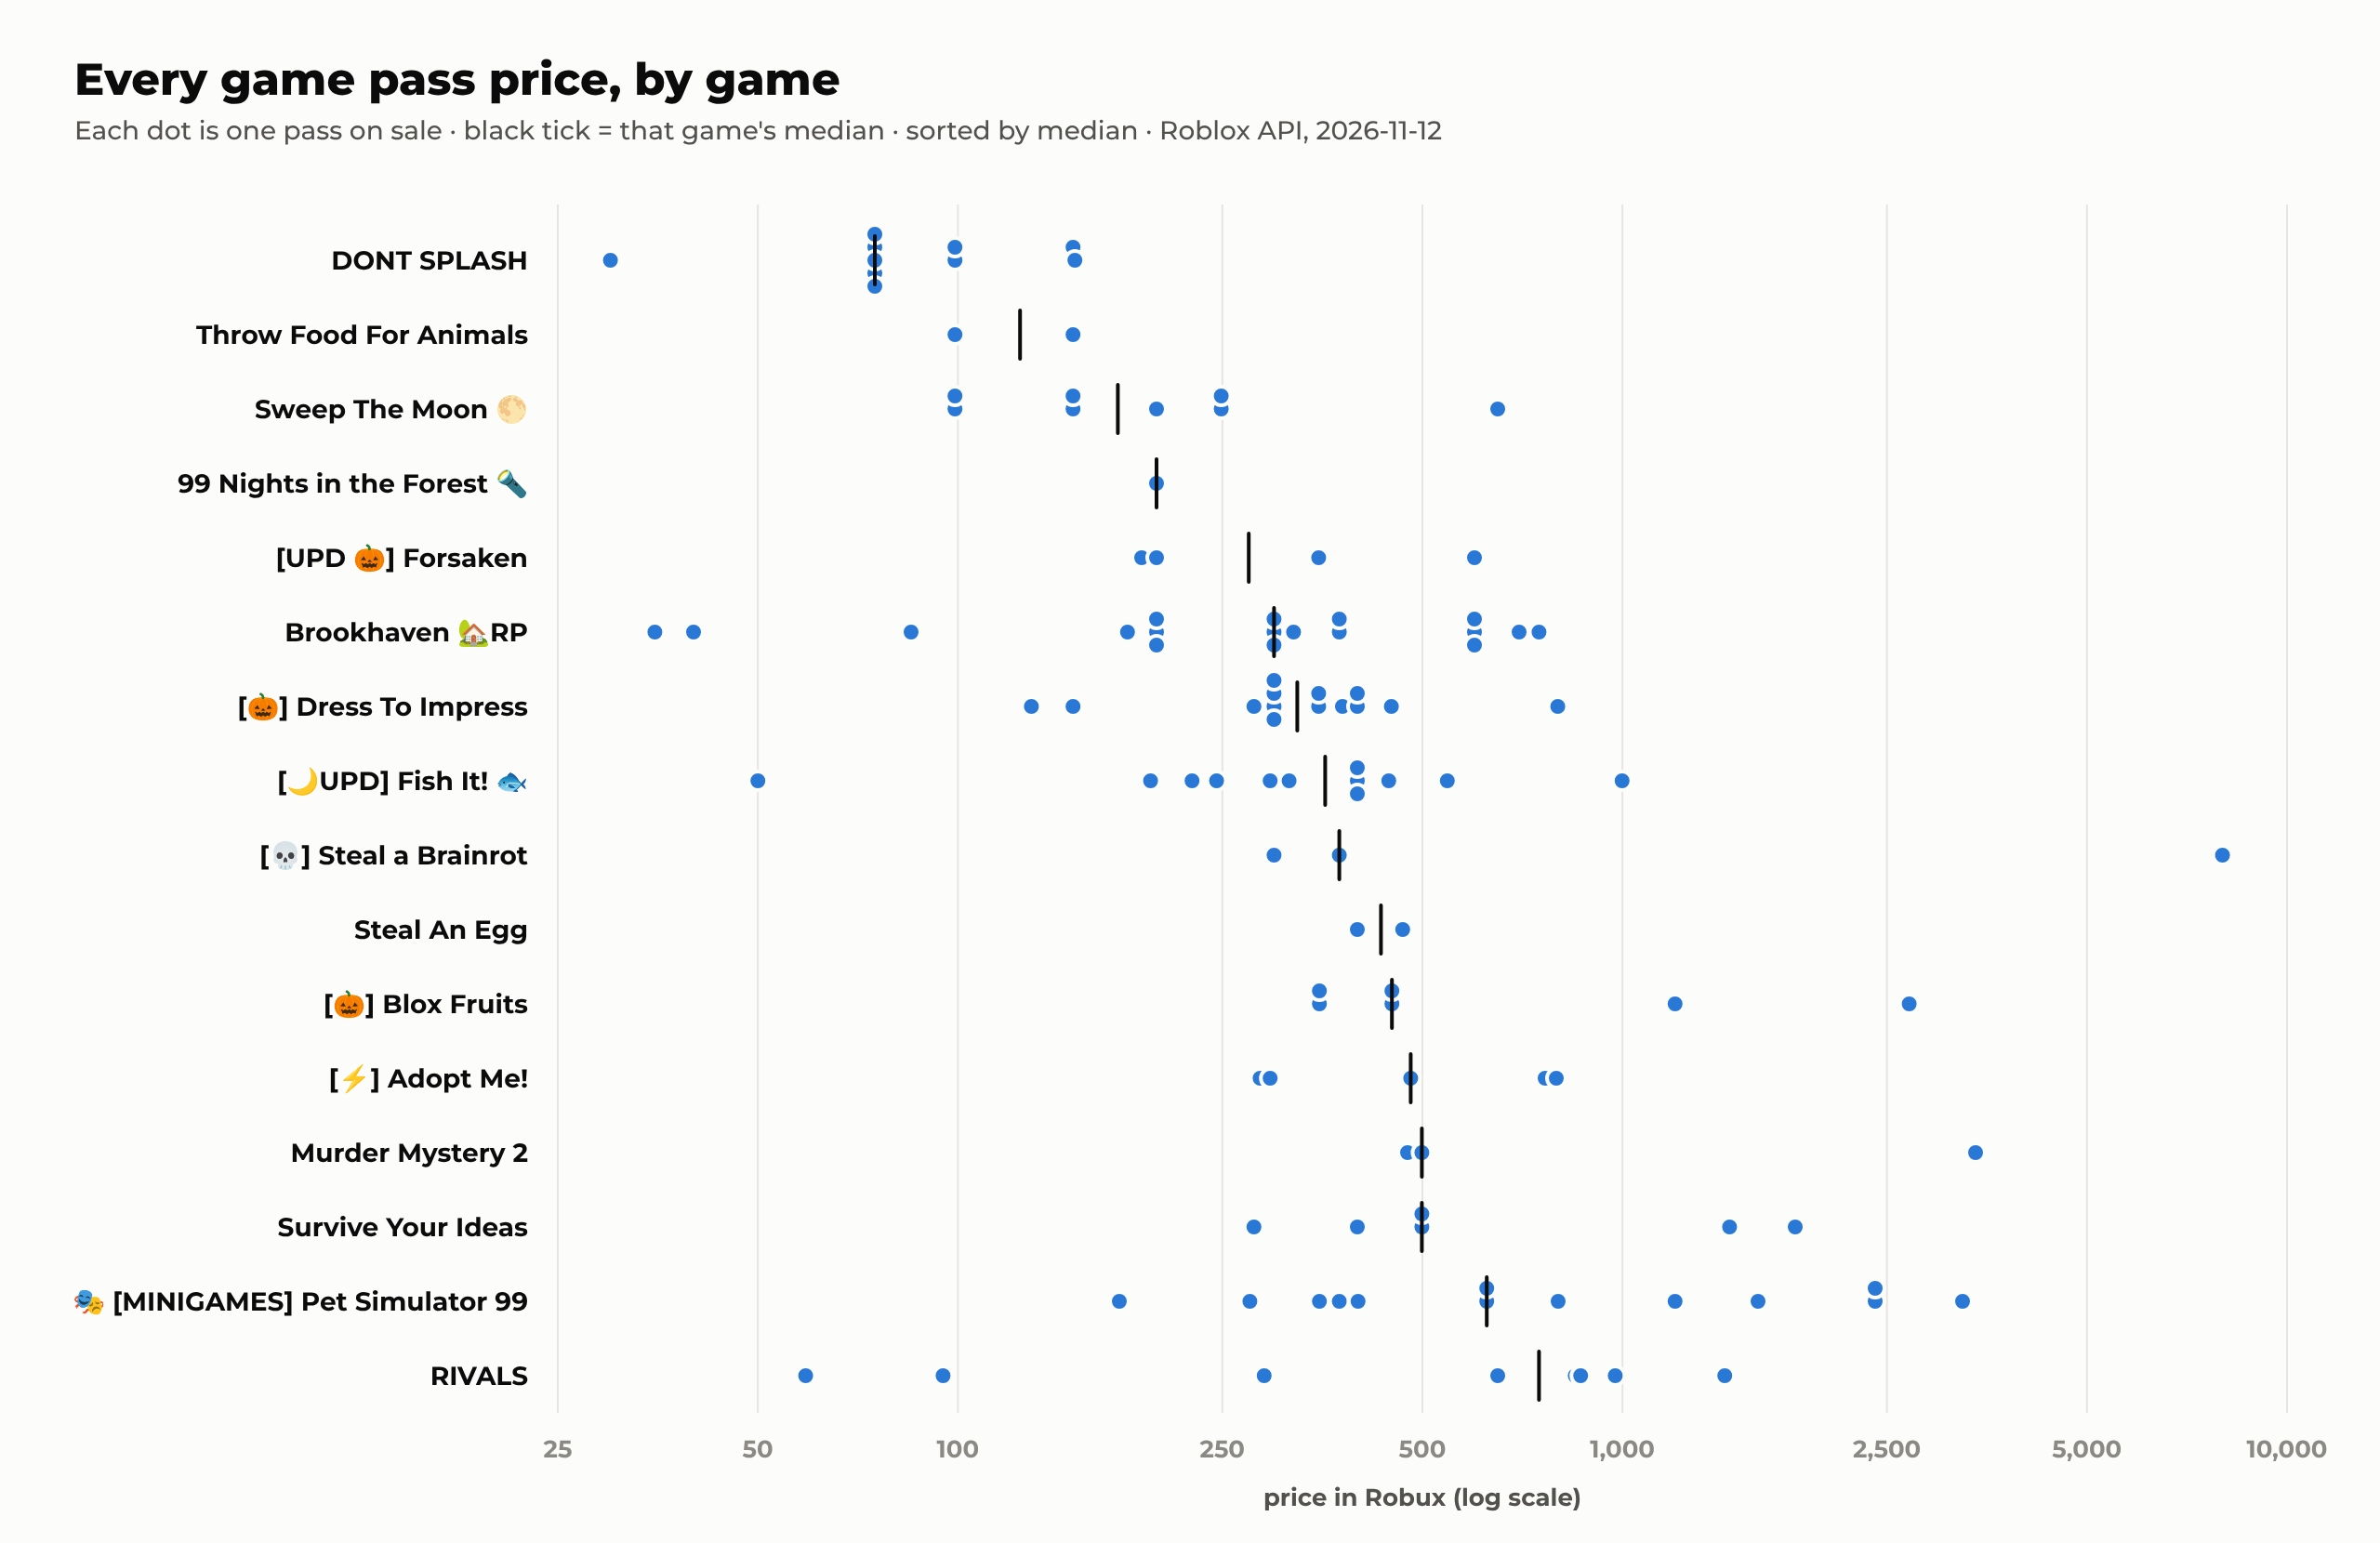 Every game pass price, by game
Each dot is one pass on sale · black tick = that game's median · sorted by median · Roblox API, 2026-11-12
DONT SPLASH
Throw Food For Animals
Sweep The Moon 🌕
99 Nights in the Forest 🔦
[UPD 🎃] Forsaken
Brookhaven 🏡RP
[🎃] Dress To Impress
[🌙UPD] Fish It! 🐟
[💀] Steal a Brainrot
Steal An Egg
[🎃] Blox Fruits
[⚡] Adopt Me!
Murder Mystery 2
Survive Your Ideas
🎭 [MINIGAMES] Pet Simulator 99
RIVALS
25 50 100 250 500 1,000 2,500 5,000 10,000
price in Robux (log scale)